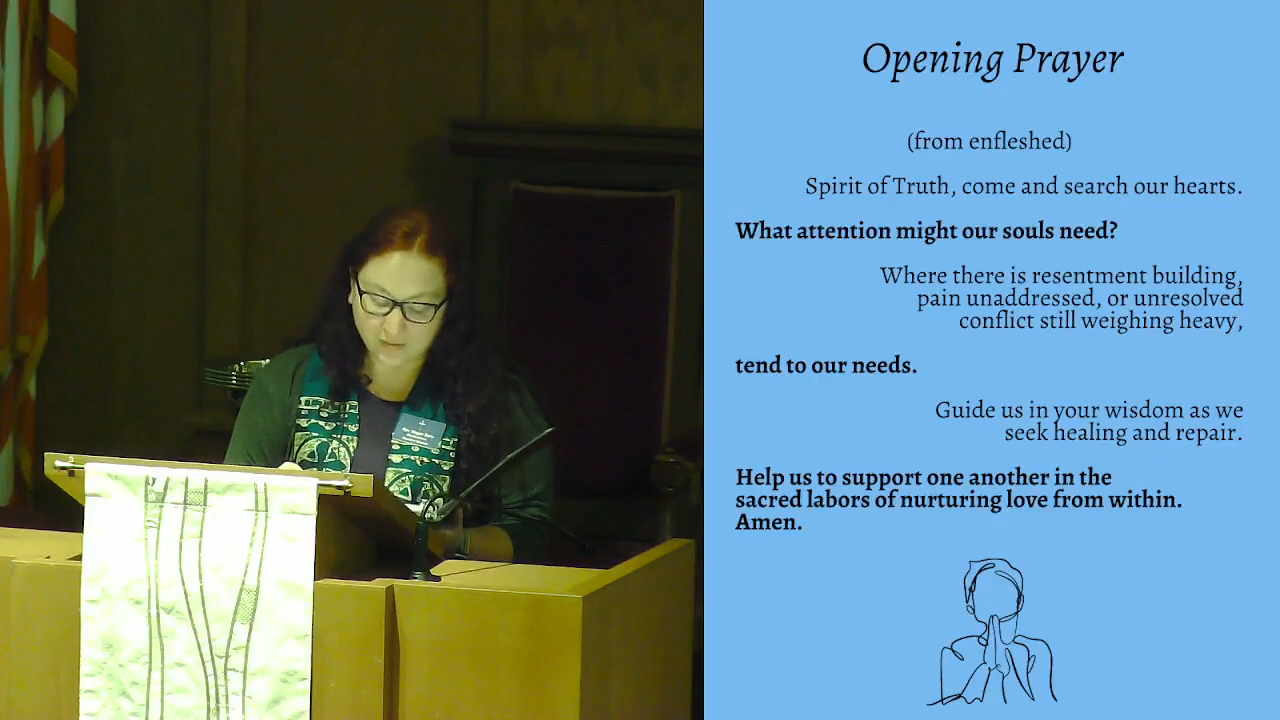 Opening Prayer
(from enfleshed)
Spirit of Truth, come and search our hearts.
What attention might our souls need?
Where there is resentment building,
pain unaddressed, or unresolved
conflict still weighing heavy,
tend to our needs.
Guide us in your wisdom as we
seek healing and repair.
Help us to support one another in the
sacred labors of nurturing love from within.
Amen.